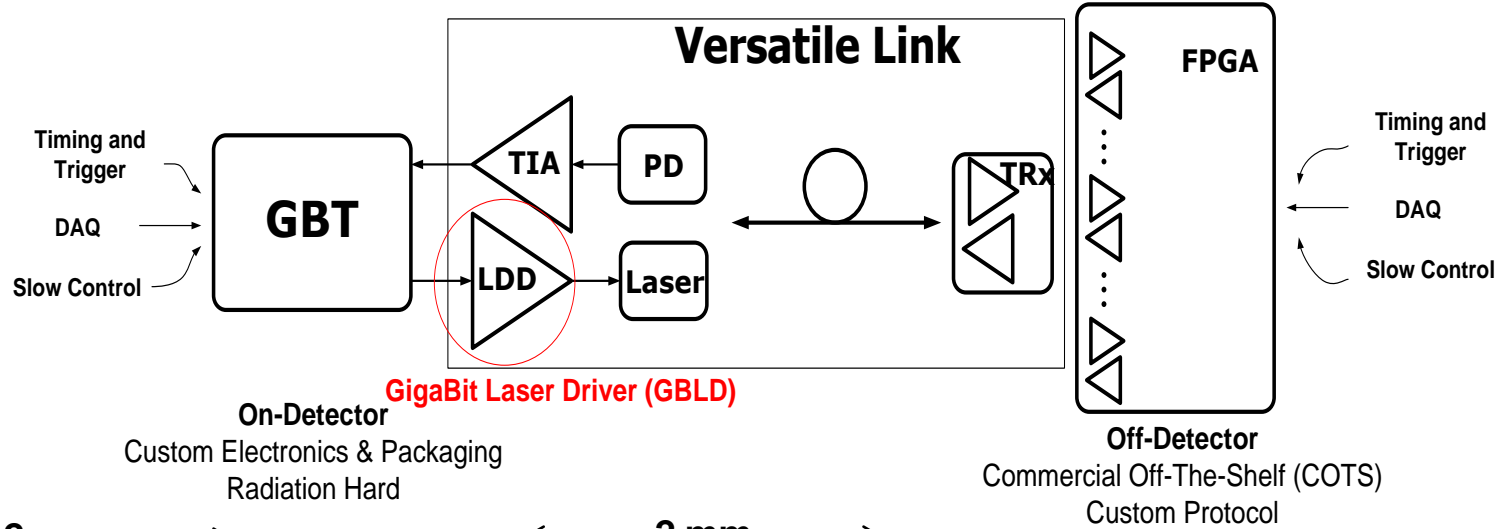 Versatile Link
FPGA
Timing and
Trigger
DAQ
Slow Control
GBT
TIA
PD
LDD
Laser
TRx
Timing and
Trigger
DAQ
Slow Control
GigaBit Laser Driver (GBLD)
On-Detector
Custom Electronics & Packaging
Radiation Hard
Off-Detector
Commercial Off-The-Shelf (COTS)
Custom Protocol